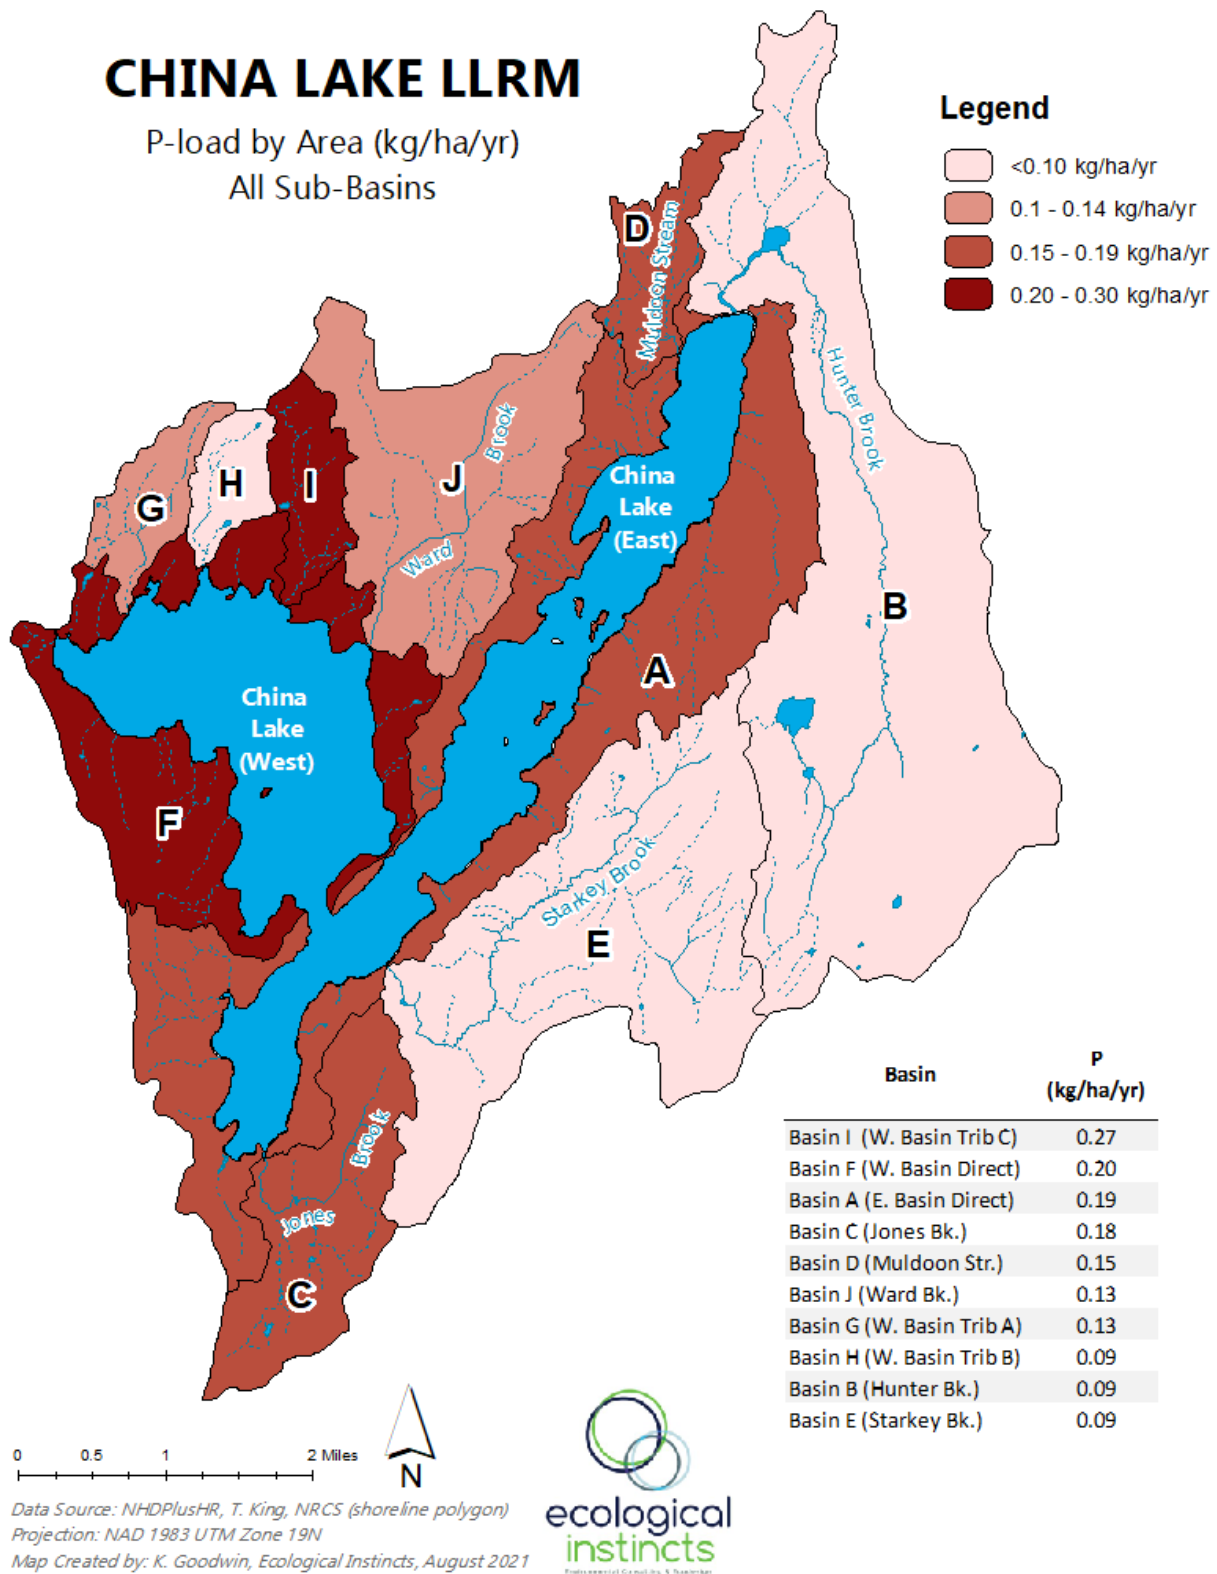 CHINA LAKE LLRM
P-load by Area (kg/ha/yr)
All Sub-Basins
Legend
<0.10 kg/ha/yr
0.1 - 0.14 kg/ha/yr
0.15 - 0.19 kg/ha/yr
0.20 - 0.30 kg/ha/yr
D
Muldoon Stream
Hunter Brook
Brook
Ward
J
G
H
I
China
Lake
(East)
B
A
China
Lake
(West)
F
Starkey Brook
E
Brook
Jones
C
Basin P (kg/ha/yr)
Basin I (W. Basin Trib C) 0.27
Basin F (W. Basin Direct) 0.20
Basin A (E. Basin Direct) 0.19
Basin C (Jones Bk.) 0.18
Basin D (Muldoon Str.) 0.15
Basin J (Ward Bk.) 0.13
Basin G (W. Basin Trib A) 0.13
Basin H (W. Basin Trib B) 0.09
Basin B (Hunter Bk.) 0.09
Basin E (Starkey Bk.) 0.09
0 0.5 1 2 Miles
N
Data Source: NHDPlusHR, T. King, NRCS (shoreline polygon)
Projection: NAD 1983 UTM Zone 19N
Map Created by: K. Goodwin, Ecological Instincts, August 2021
ecological
instincts